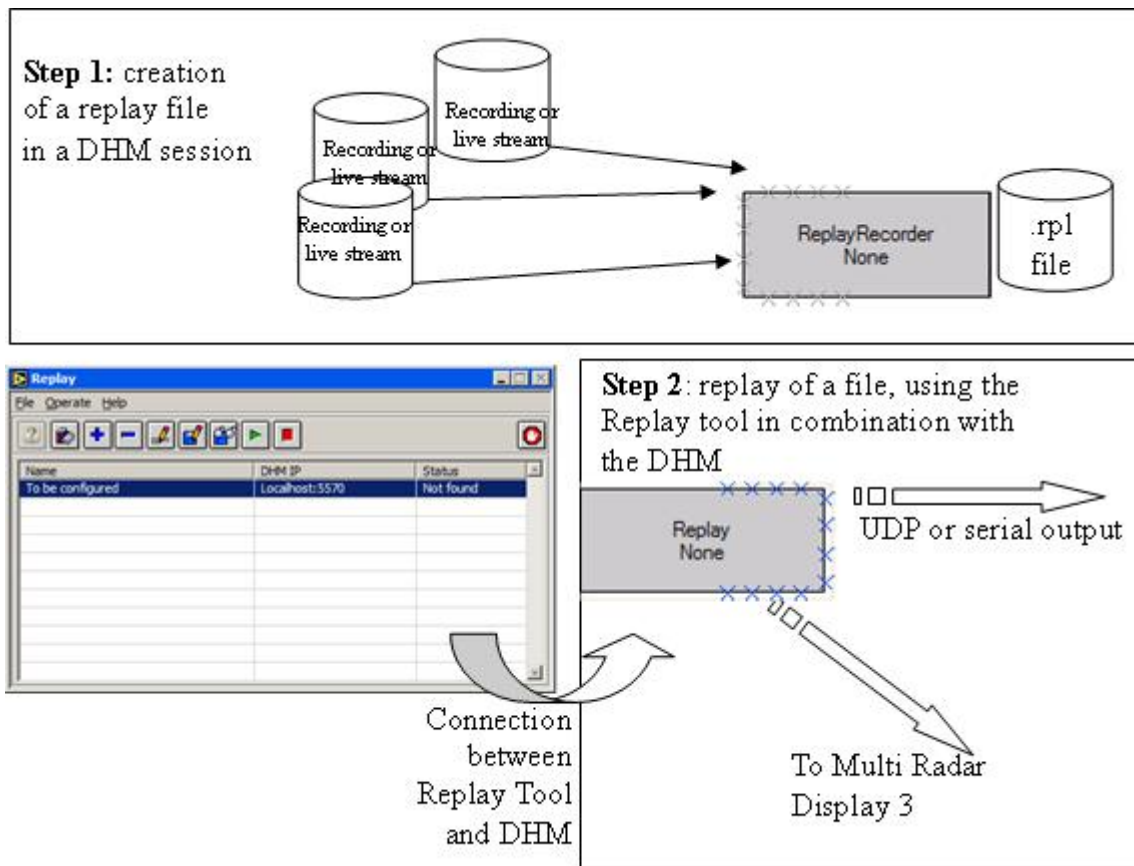 Step 1: creation
of a replay file
in a DHM session
Recording or
live stream
Recording or
live stream
Recording or
live stream
ReplayRecorder
None
.rpl
file
Replay
File Operate Help
Name DHM IP Status
To be configured Localhost:5570 Not found
Step 2: replay of a file, using the
Replay tool in combination with
the DHM
Replay
None
UDP or serial output
Connection
between
Replay Tool
and DHM
To Multi Radar
Display 3